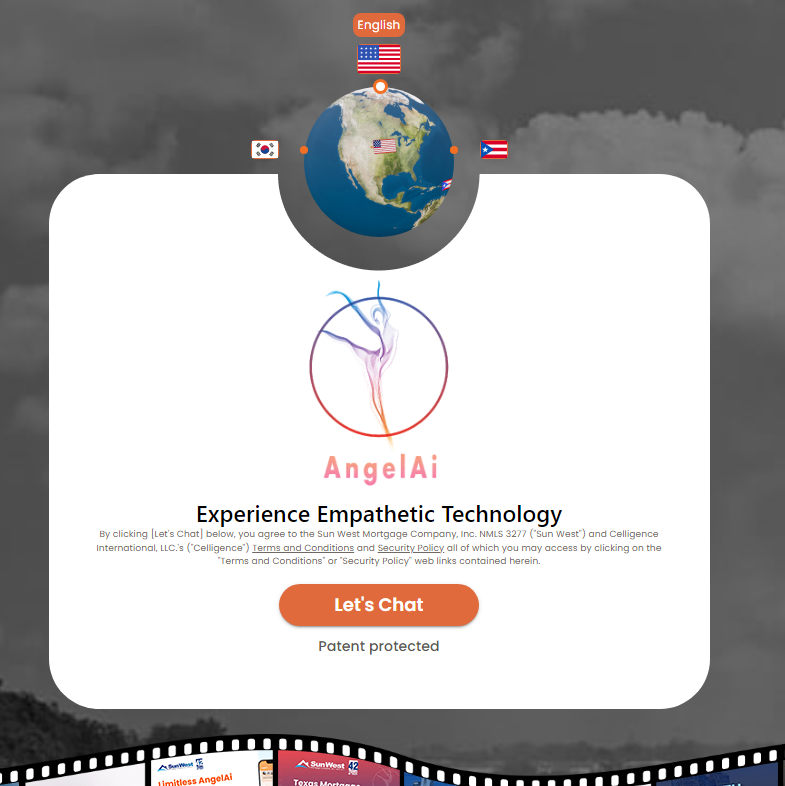 English
AngelAi
Experience Empathetic Technology
By clicking [Let's Chat] below, you agree to the Sun West Mortgage Company, Inc. NMLS 3277 ("Sun West") and Celligence
International, LLC.'s ("Celligence") Terms and Conditions and Security Policy all of which you may access by clicking on the
"Terms and Conditions" or "Security Policy" web links contained herein.
Let's Chat
Patent protected
SunWest
SunWest 42
Limitless AngelAi
Texas Mortgage